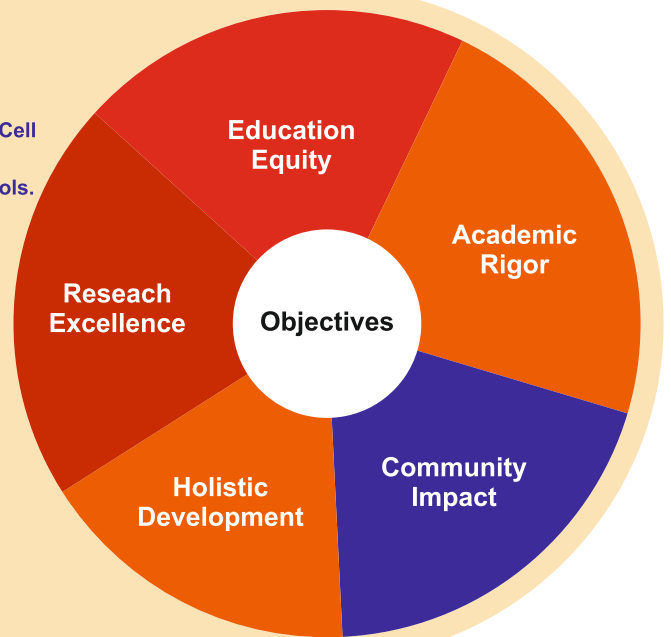 Cell
ols.
Education
Equity
Academic
Rigor
Reseach
Excellence
Objectives
Community
Impact
Holistic
Development